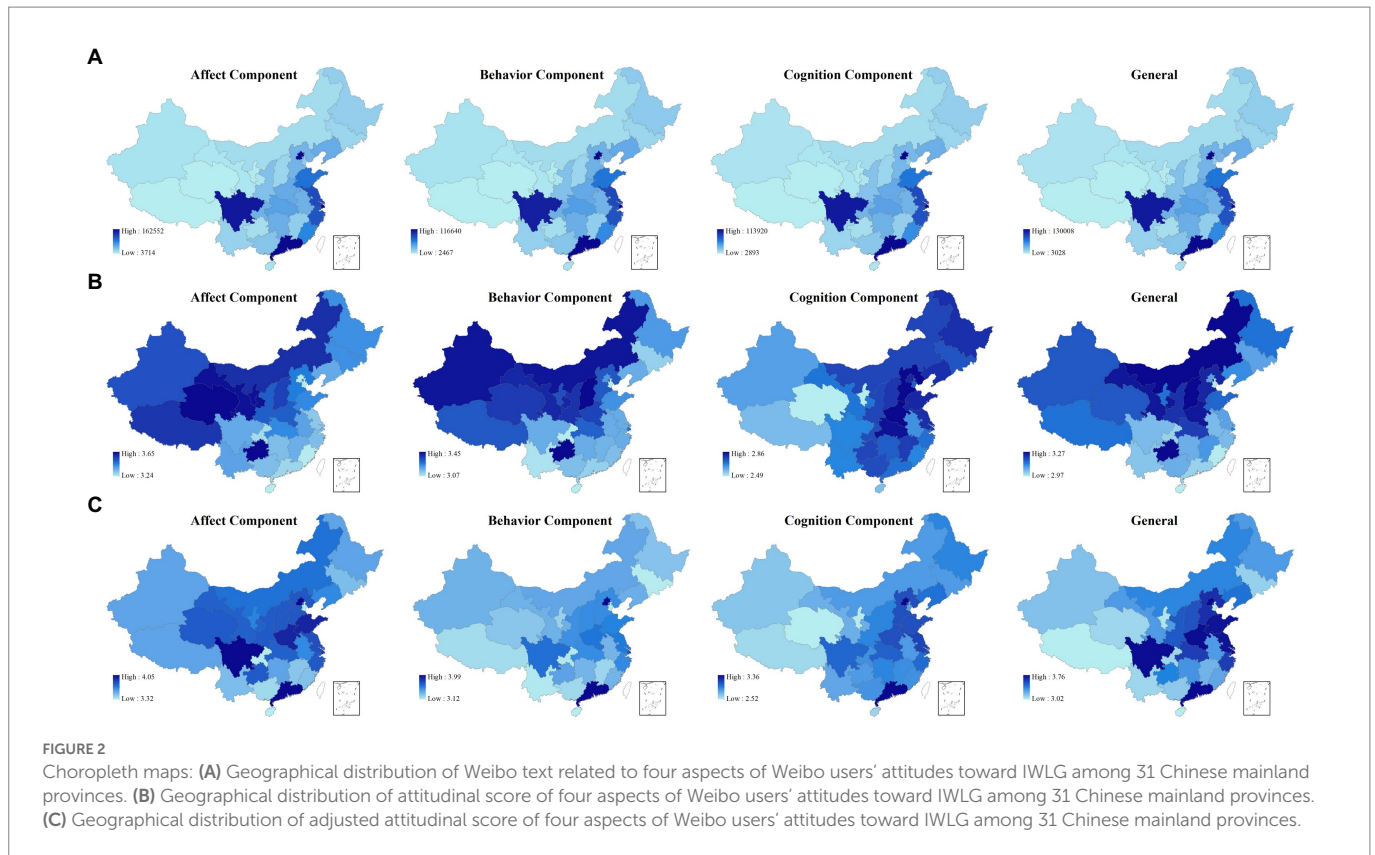 A
Affect Component
Behavior Component
Cognition Component
General
High : 162552
Low : 3714
High : 116640
Low : 2467
High : 113920
Low : 2893
High : 130008
Low : 3028
B
Affect Component
Behavior Component
Cognition Component
General
High : 3.65
Low : 3.24
High : 3.45
Low : 3.07
High : 2.86
Low : 2.49
High : 3.27
Low : 2.97
C
Affect Component
Behavior Component
Cognition Component
General
High : 4.05
Low : 3.32
High : 3.99
Low : 3.12
High : 3.36
Low : 2.52
High : 3.76
Low : 3.02
FIGURE 2
Choropleth maps: (A) Geographical distribution of Weibo text related to four aspects of Weibo users' attitudes toward IWLG among 31 Chinese mainland
provinces. (B) Geographical distribution of attitudinal score of four aspects of Weibo users' attitudes toward IWLG among 31 Chinese mainland provinces.
(C) Geographical distribution of adjusted attitudinal score of four aspects of Weibo users' attitudes toward IWLG among 31 Chinese mainland provinces.